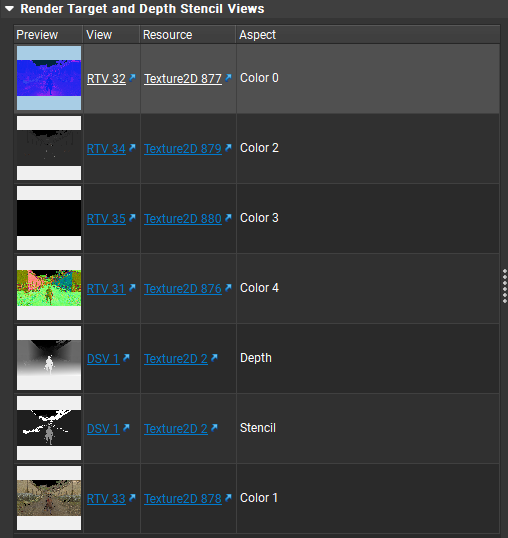 Render Target and Depth Stencil Views
Preview View Resource Aspect
RTV 32 Texture2D 877 Color 0
RTV 34 Texture2D 879 Color 2
RTV 35 Texture2D 880 Color 3
RTV 31 Texture2D 876 Color 4
DSV 1 Texture2D 2 Depth
DSV 1 Texture2D 2 Stencil
RTV 33 Texture2D 878 Color 1